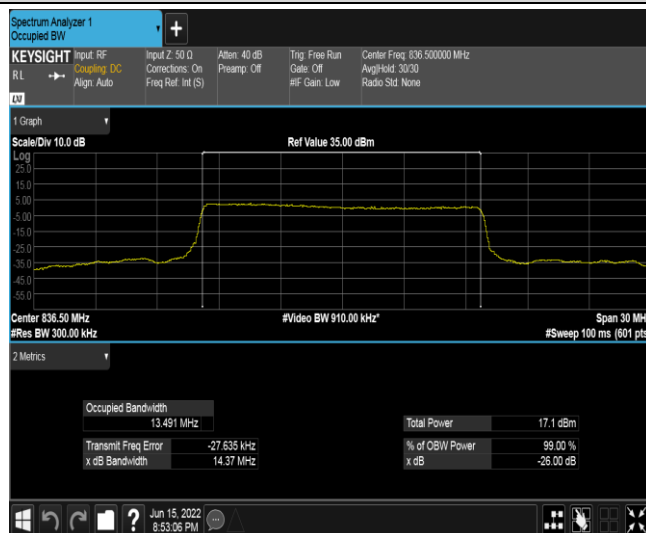 Spectrum Analyzer 1
Occupied BW
KEYSIGHT
RL
LXI
Input: RF
Coupling: DC
Align: Auto
Input Z: 50 Ω
Corrections: On
Freq Ref: Int (S)
Atten: 40 dB
Preamp: Off
Trig: Free Run
Gate: Off
#IF Gain: Low
Center Freq: 836.500000 MHz
Avg|Hold: 30/30
Radio Std: None
1 Graph
Scale/Div 10.0 dB
Ref Value 35.00 dBm
Log
25.0
15.0
5.00
-5.00
-15.0
-25.0
-35.0
-45.0
-55.0
Center 836.50 MHz
#Video BW 910.00 kHz*
Span 30 MH
#Res BW 300.00 kHz
#Sweep 100 ms (601 pts
2 Metrics
Occupied Bandwidth
13.491 MHz
Total Power 17.1 dBm
Transmit Freq Error -27.635 kHz
% of OBW Power 99.00 %
x dB Bandwidth 14.37 MHz
x dB -26.00 dB
?
Jun 15, 2022
8:53:06 PM